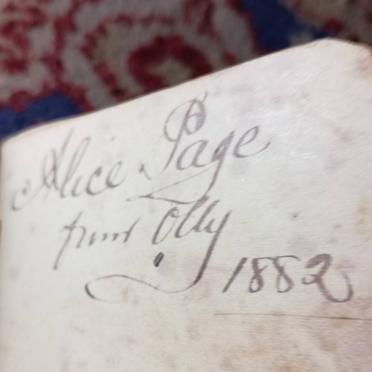 Alice Page
from Olly
1882